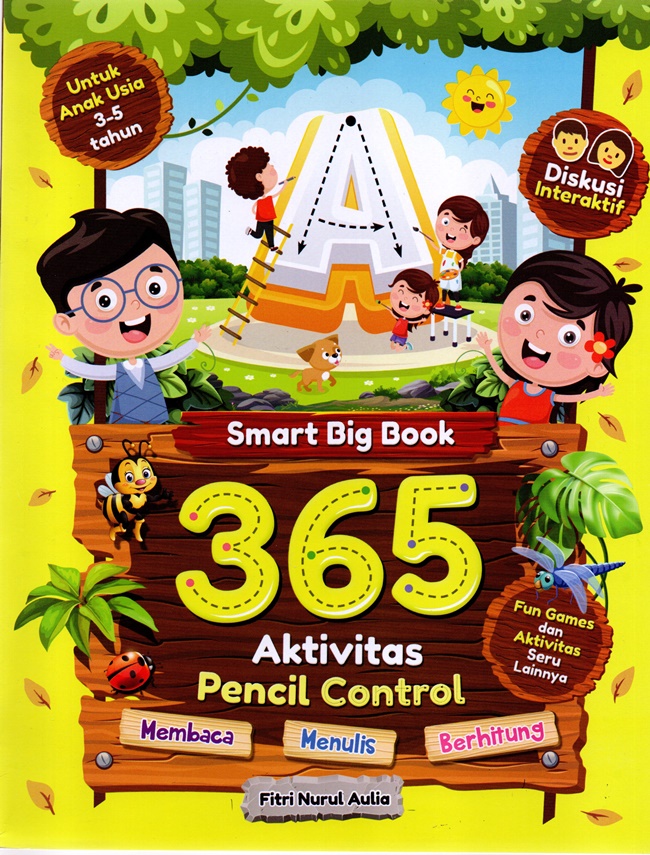 Untuk
Anak Usia
3-5
tahun
A
Diskusi
Interaktif
Smart Big Book
365
Aktivitas
Pencil Control
Fun Games
dan
Aktivitas
Seru
Lainnya
Membaca Menulis Berhitung
Fitri Nurul Aulia